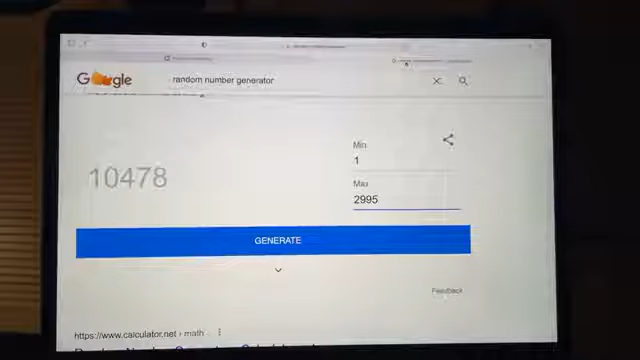 Google
random number generator
Min
1
10478
Max
2995
GENERATE
Feedback
https://www.calculator.net › math...